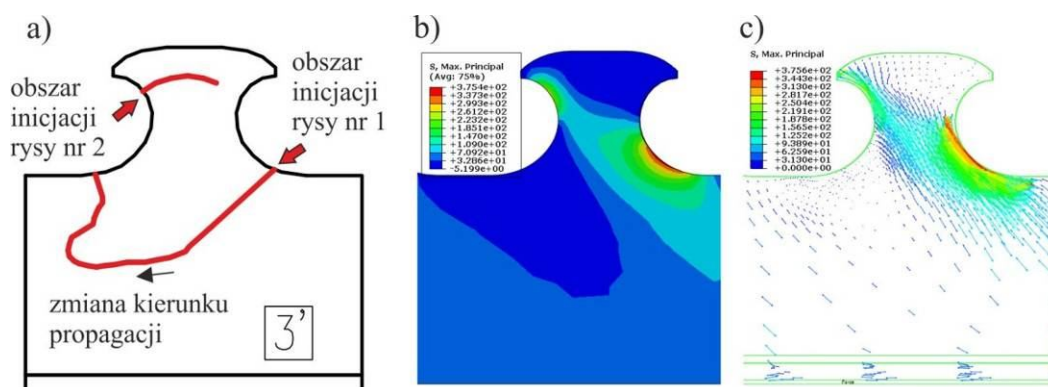 a)
obszar
inicjacji
rysy nr 2
obszar
inicjacji
rysy nr 1
zmiana kierunku
propagacji
3'
b)
S, Max. Principal
(Avg: 75%)
+3.754e+02
+3.373e+02
+2.993e+02
+2.612e+02
+2.232e+02
+1.851e+02
+1.470e+02
+1.090e+02
+7.092e+01
+3.286e+01
-5.199e+00
c)
S, Max. Principal
+3.756e+02
+3.443e+02
+3.130e+02
+2.817e+02
+2.504e+02
+2.191e+02
+1.878e+02
+1.565e+02
+1.252e+02
+9.389e+01
+6.259e+01
+3.130e+01
+0.000e+00